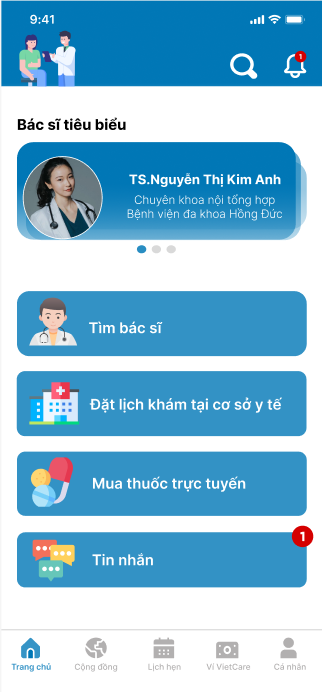 9:41
1
Bác sĩ tiêu biểu
TS.Nguyễn Thị Kim Anh
Chuyên khoa nội tổng hợp
Bệnh viện đa khoa Hồng Đức
Tìm bác sĩ
Đặt lịch khám tại cơ sở y tế
Mua thuốc trực tuyến
1
Tin nhắn
Trang chủ
Cộng đồng
Lịch hẹn
Ví VietCare
Cá nhân